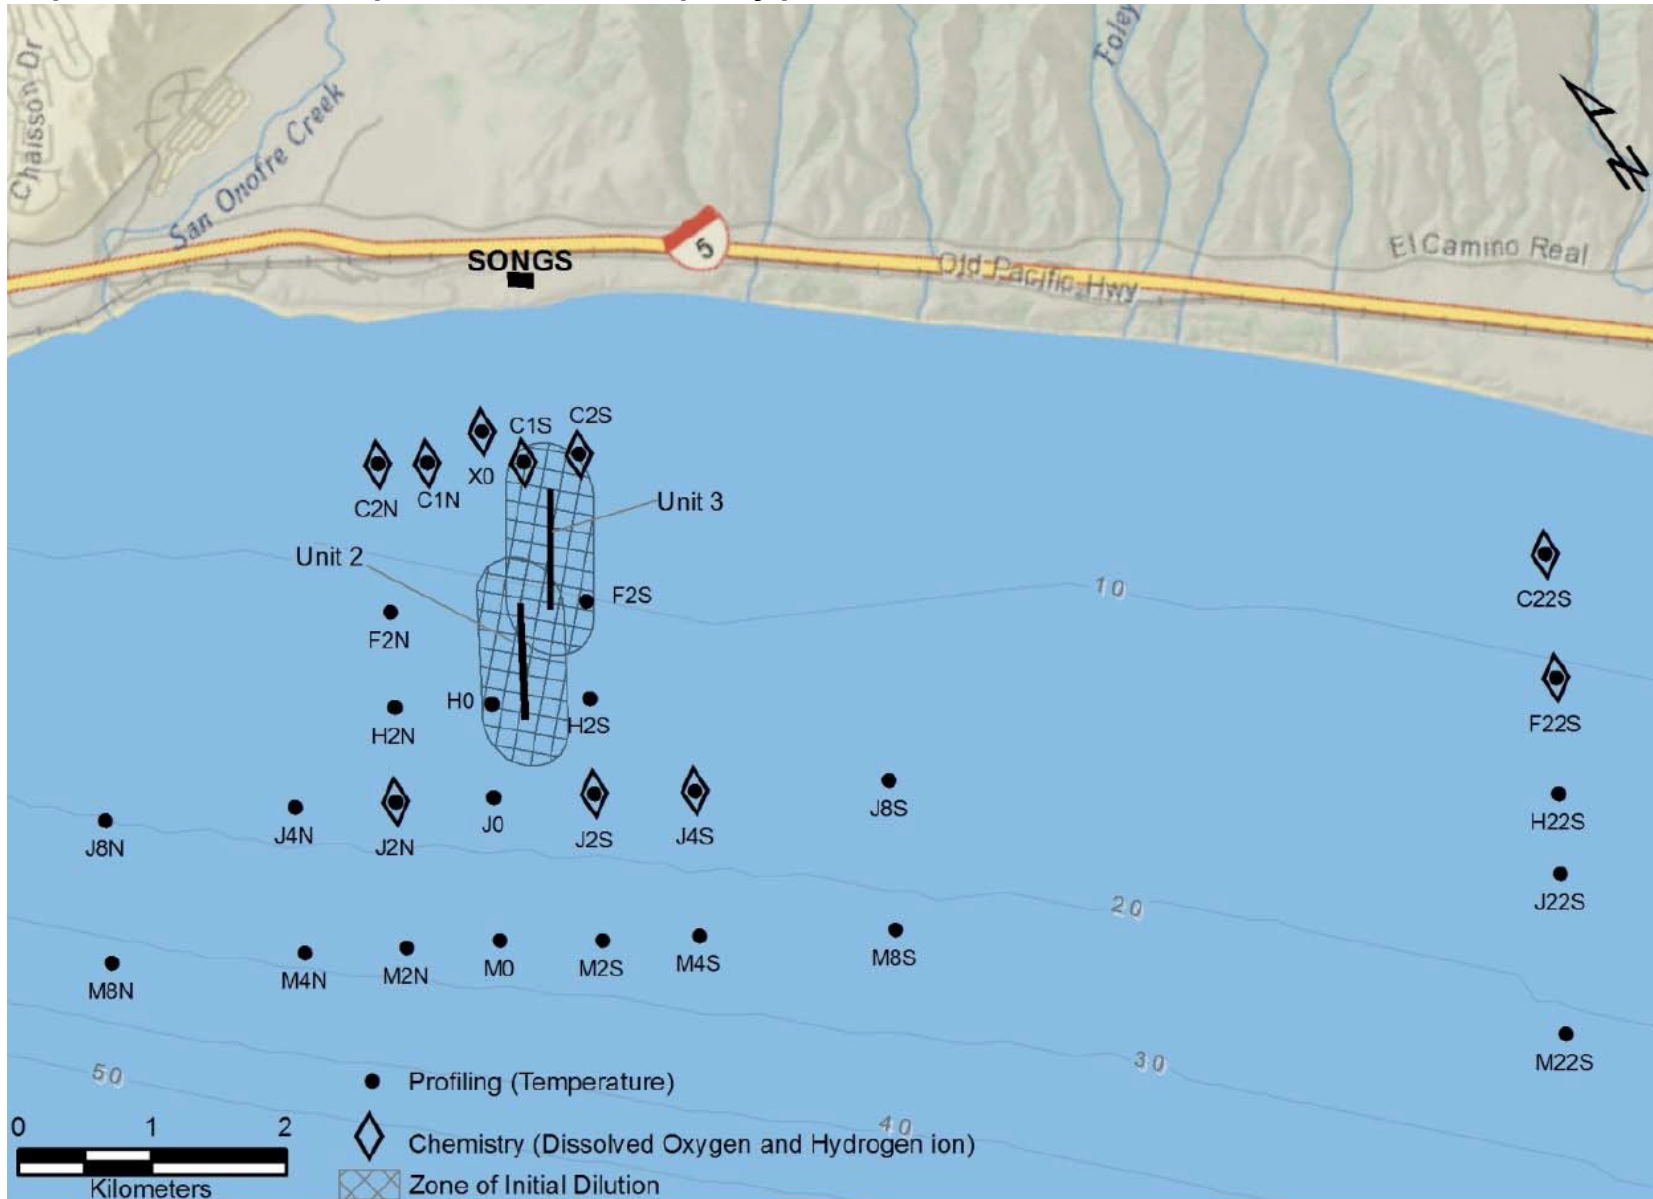 Chaisson Dr
San Onofre Creek
Foley
N
SONGS
5
Old Pacific Hwy
El Camino Real
C1S
C2S
X0
C2N
C1N
Unit 3
Unit 2
10
F2S
C22S
F2N
H0
H2N
H2S
F22S
J8N
J4N
J2N
J0
J2S
J4S
J8S
H22S
J22S
20
M8N
M4N
M2N
M0
M2S
M4S
M8S
M22S
30
50
40
Profiling (Temperature)
0 1 2
Chemistry (Dissolved Oxygen and Hydrogen ion)
Kilometers
Zone of Initial Dilution